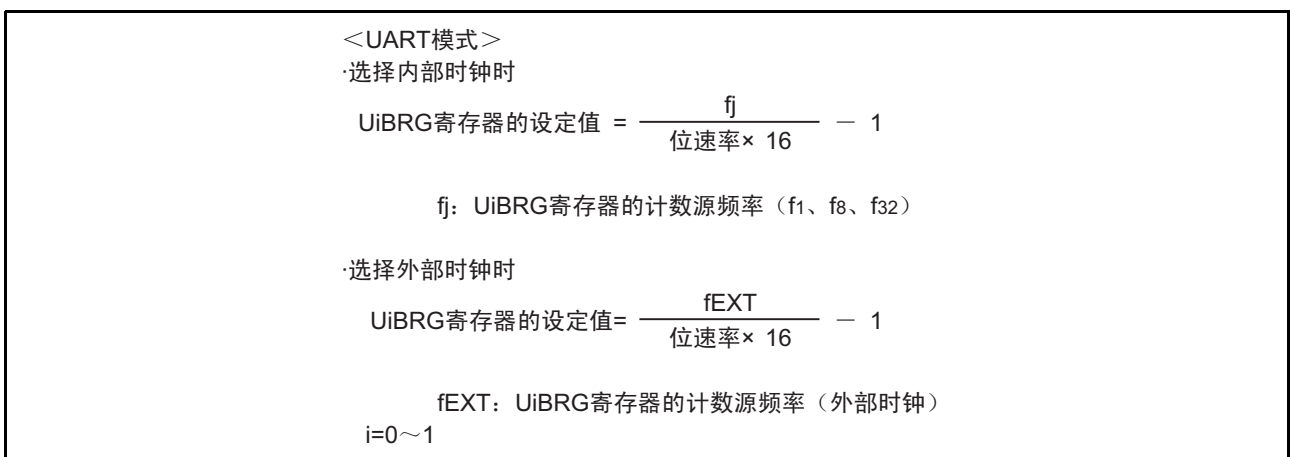 ＜UART模式＞
·选择内部时钟时
fj
UiBRG寄存器的设定值 = － 1
位速率× 16
fj：UiBRG寄存器的计数源频率（f1、f8、f32）
·选择外部时钟时
fEXT
UiBRG寄存器的设定值= － 1
位速率× 16
fEXT：UiBRG寄存器的计数源频率（外部时钟）
i=0～1